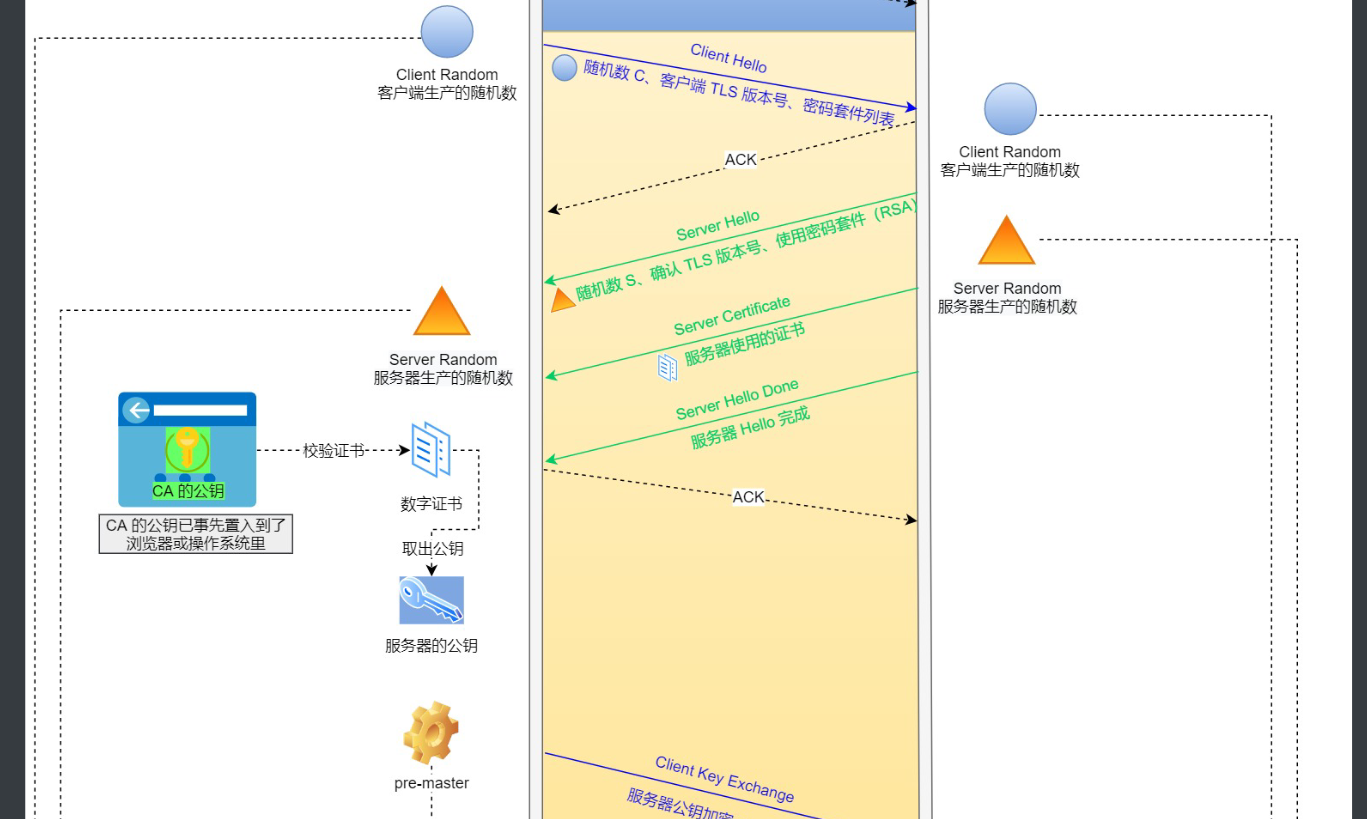 Client Random
客户端生产的随机数
Client Hello
随机数 C、客户端 TLS 版本号、密码套件列表
ACK
Client Random
客户端生产的随机数
Server Hello
随机数 S、确认 TLS 版本号、使用密码套件（RSA）
Server Random
服务器生产的随机数
Server Certificate
服务器使用的证书
Server Random
服务器生产的随机数
Server Hello Done
服务器 Hello 完成
校验证书
CA 的公钥
数字证书
ACK
CA 的公钥已事先置入到了
浏览器或操作系统里
取出公钥
服务器的公钥
pre-master
Client Key Exchange
服务器公钥加密